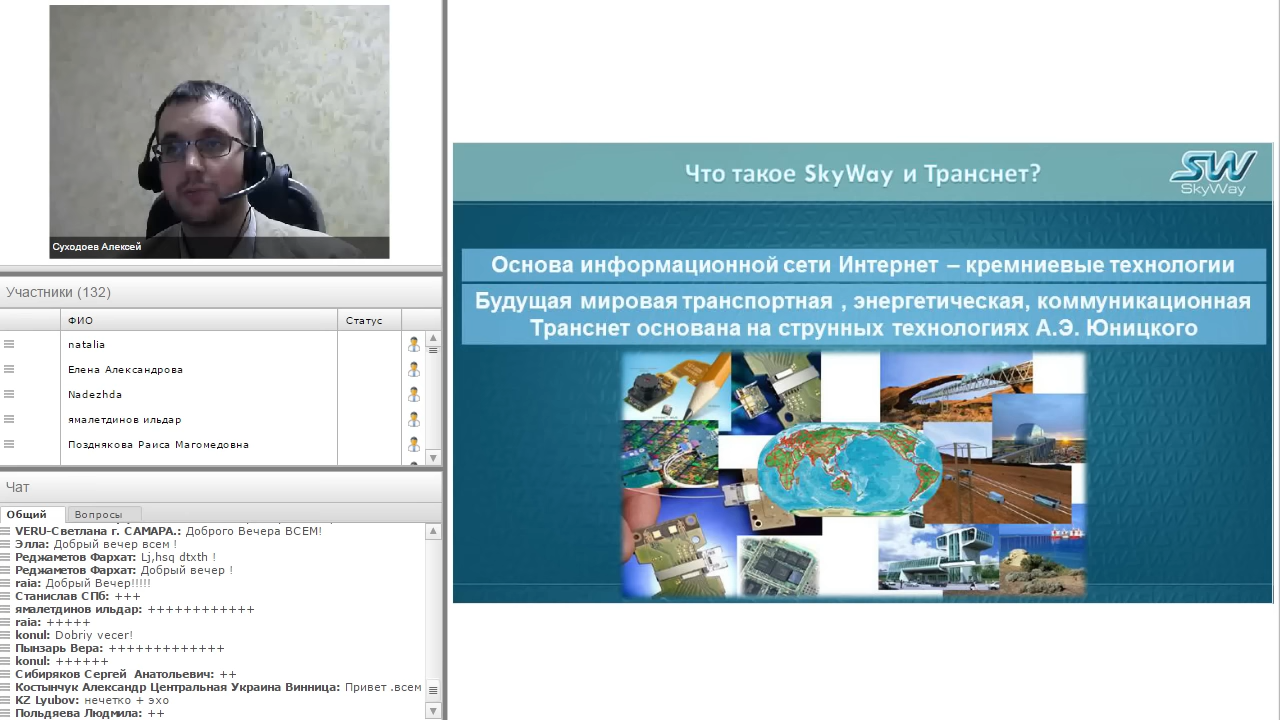 Суходоев Алексей
Участники (132)
ФИО
Статус
natalia
Елена Александрова
Nadezhda
ямалетдинов ильдар
Позднякова Раиса Магомедовна
Чат
Общий
Вопросы
VERU-Светлана г. САМАРА.: Доброго Вечера ВСЕМ!
Элла: Добрый вечер всем !
Реджаметов Фархат: Lj,hsq dtxth !
Реджаметов Фархат: Добрый вечер !
raia: Добрый Вечер!!!!!
Станислав СПб: +++
ямалетдинов ильдар: ++++++++++++
raia: +++++
konul: Dobriy vecer!
Пынзарь Вера: +++++++++++++
konul: ++++++
Сибиряков Сергей Анатольевич: ++
Костынчук Александр Центральная Украина Винница: Привет .всем
KZ Lyubov: нечетко + эхо
Польдяева Людмила: ++
Что такое SkyWay и Транснет?
SW
SkyWay
Основа информационной сети Интернет – кремниевые технологии
Будущая мировая транспортная , энергетическая, коммуникационная
Транснет основана на струнных технологиях А.Э. Юницкого